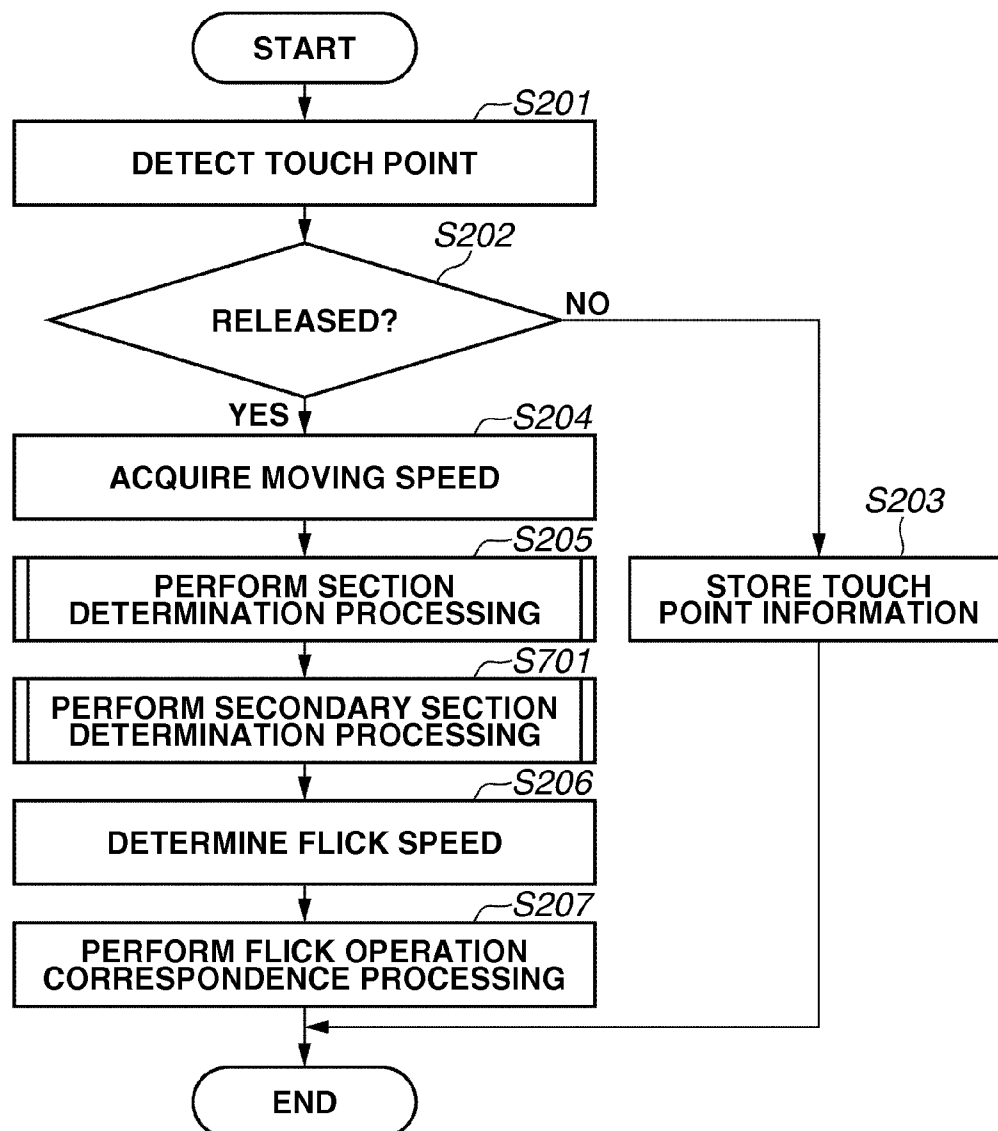 START
S201
DETECT TOUCH POINT
S202
RELEASED?
NO
YES
S204
ACQUIRE MOVING SPEED
S205
PERFORM SECTION
DETERMINATION PROCESSING
S203
STORE TOUCH
POINT INFORMATION
S701
PERFORM SECONDARY SECTION
DETERMINATION PROCESSING
S206
DETERMINE FLICK SPEED
S207
PERFORM FLICK OPERATION
CORRESPONDENCE PROCESSING
END